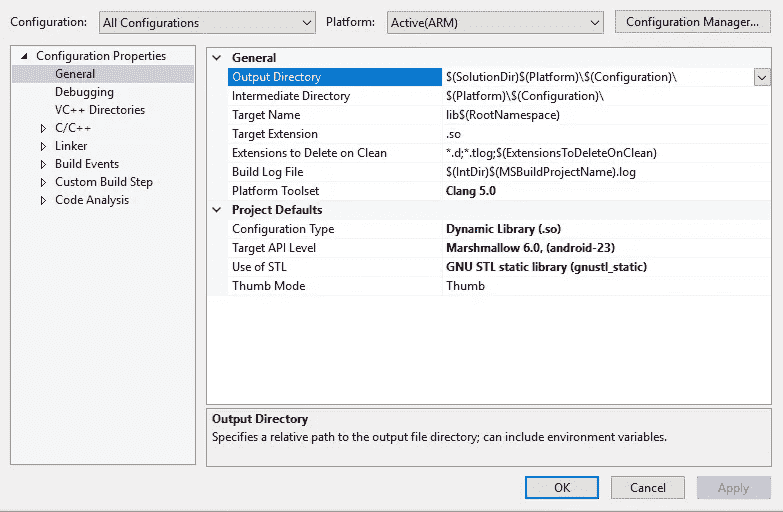 Configuration: All Configurations Platform: Active(ARM) Configuration Manager...
Configuration Properties
General
Debugging
VC++ Directories
C/C++
Linker
Build Events
Custom Build Step
Code Analysis
General
Output Directory $(SolutionDir)$(Platform)\$(Configuration)\
Intermediate Directory $(Platform)\$(Configuration)\
Target Name lib$(RootNamespace)
Target Extension .so
Extensions to Delete on Clean *.d;*.tlog;$(ExtensionsToDeleteOnClean)
Build Log File $(IntDir)$(MSBuildProjectName).log
Platform Toolset Clang 5.0
Project Defaults
Configuration Type Dynamic Library (.so)
Target API Level Marshmallow 6.0, (android-23)
Use of STL GNU STL static library (gnustl_static)
Thumb Mode Thumb
Output Directory
Specifies a relative path to the output file directory; can include environment variables.
OK Cancel Apply